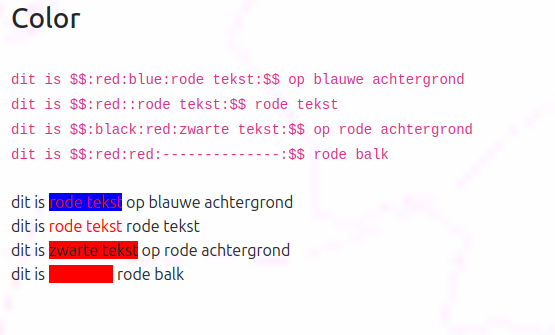 Color
dit is $$:red:blue:rode tekst:$$ op blauwe achtergrond
dit is $$:red::rode tekst:$$ rode tekst
dit is $$:black:red:zwarte tekst:$$ op rode achtergrond
dit is $$:red:red:--------------:$$ rode balk
dit is rode tekst op blauwe achtergrond
dit is rode tekst rode tekst
dit is zwarte tekst op rode achtergrond
dit is rode balk